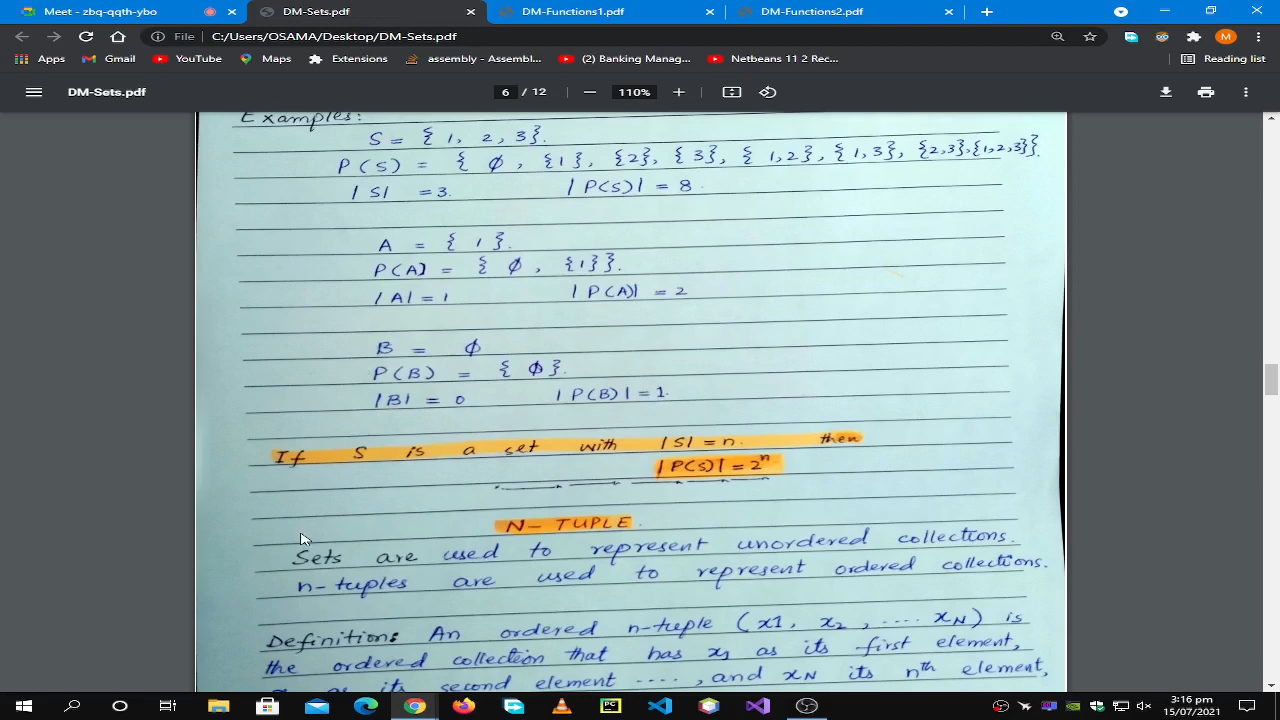 Meet - zbq-qqth-ybo
DM-Sets.pdf
DM-Functions1.pdf
DM-Functions2.pdf
File C:/Users/OSAMA/Desktop/DM-Sets.pdf
Apps Gmail YouTube Maps Extensions assembly - Assembl... (2) Banking Manag... Netbeans 11 2 Rec... Reading list
DM-Sets.pdf 6 / 12 110%
Examples:
S = { 1, 2, 3}.
P(S) = { ϕ, {1}, {2}, {3}, {1,2}, {1,3}, {2,3},{1,2,3}}.
|S| = 3. |P(S)| = 8.
A = { 1 }.
P(A) = { ϕ, {1}}.
|A| = 1 |P(A)| = 2
B = ϕ
P(B) = { ϕ }.
|B| = 0 |P(B)| = 1.
If S is a set with |S| = n. then
|P(S)| = 2ⁿ
N- TUPLE.
Sets are used to represent unordered collections.
n-tuples are used to represent ordered collections.
Definition: An ordered n-tuple (x1, x₂, .... xN) is
the ordered collection that has x₁ as its first element,
as its second element ...., and xN its nth element,
3:16 pm
15/07/2021